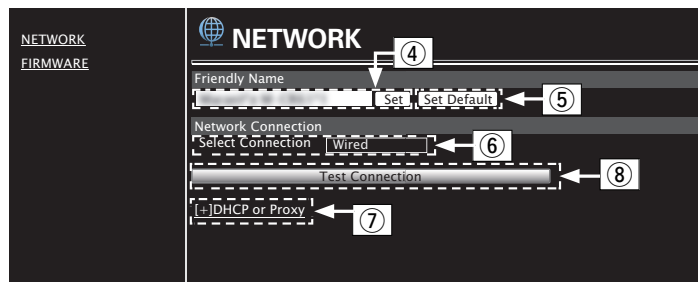 NETWORK
FIRMWARE
NETWORK
④
Friendly Name
Set Set Default ⑤
Network Connection
Select Connection Wired ⑥
Test Connection ⑧
[+]DHCP or Proxy ⑦